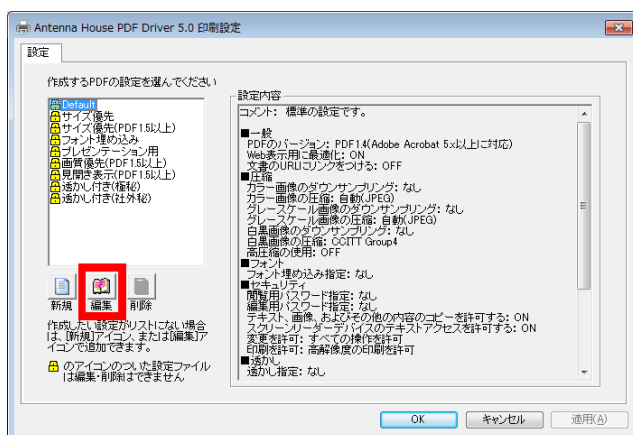 Antenna House PDF Driver 5.0 印刷設定
設定
作成するPDFの設定を選んでください
Default
サイズ優先
サイズ優先(PDF1.5以上)
フォント埋め込み
プレゼンテーション用
画質優先(PDF1.5以上)
見開き表示(PDF1.5以上)
透かし付き(極秘)
透かし付き(社外秘)
新規
編集
削除
作成したい設定がリストにない場合
は、[新規]アイコン、または[編集]ア
イコンで追加できます。
のアイコンのついた設定ファイル
は編集・削除はできません
設定内容
コメント: 標準の設定です。
■一般
PDFのバージョン: PDF1.4(Adobe Acrobat 5.x以上に対応)
Web表示用に最適化: ON
文書のURLにリンクをつける: OFF
■圧縮
カラー画像のダウンサンプリング: なし
カラー画像の圧縮: 自動(JPEG)
グレースケール画像のダウンサンプリング: なし
グレースケール画像の圧縮: 自動(JPEG)
白黒画像のダウンサンプリング: なし
白黒画像の圧縮: CCITT Group4
高圧縮の使用: OFF
■フォント
フォント埋め込み指定: なし
■セキュリティ
閲覧用パスワード指定: なし
編集用パスワード指定: なし
テキスト、画像、およびその他の内容のコピーを許可する: ON
スクリーンリーダーデバイスのテキストアクセスを許可する: ON
変更を許可: すべての操作を許可
印刷を許可: 高解像度の印刷を許可
■透かし
透かし指定: なし
OK
キャンセル
適用(A)